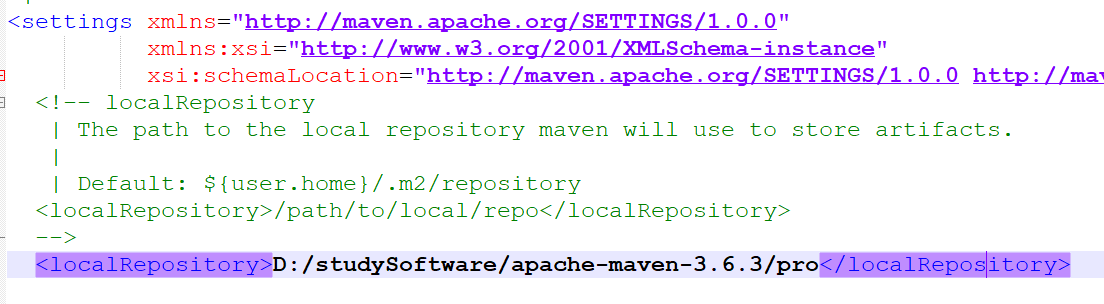 <settings xmlns="http://maven.apache.org/SETTINGS/1.0.0"
xmlns:xsi="http://www.w3.org/2001/XMLSchema-instance"
xsi:schemaLocation="http://maven.apache.org/SETTINGS/1.0.0 http://ma
<!-- localRepository
| The path to the local repository maven will use to store artifacts.
|
| Default: ${user.home}/.m2/repository
<localRepository>/path/to/local/repo</localRepository>
-->
<localRepository>D:/studySoftware/apache-maven-3.6.3/pro</localRepository>